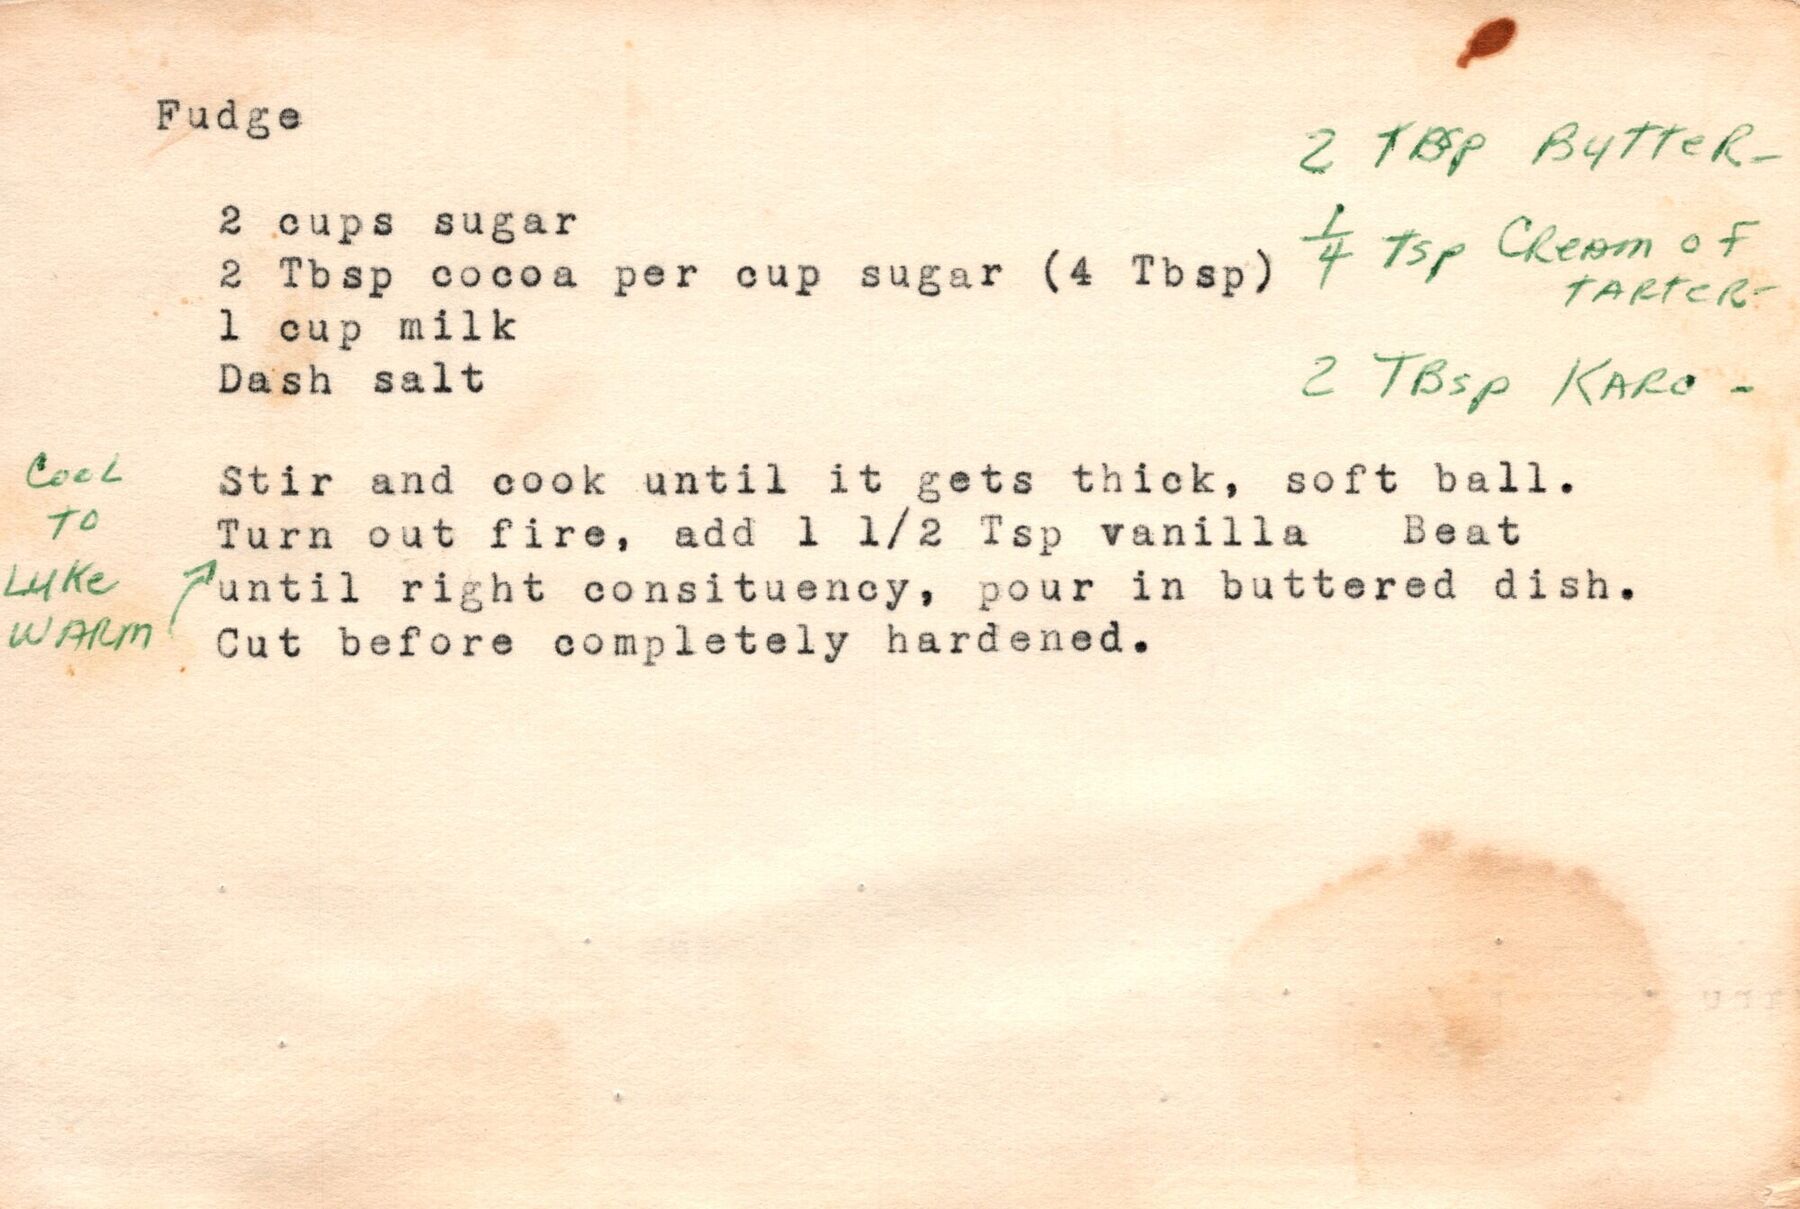 Fudge
2 TBsp BuTTeR -
2 cups sugar
1/4 Tsp CReAm oF
TARTER -
2 Tbsp cocoa per cup sugar (4 Tbsp)
1 cup milk
Dash salt
2 TBsp KARO -
Cool
TO
LuKe
WARM
Stir and cook until it gets thick, soft ball.
Turn out fire, add 1 1/2 Tsp vanilla Beat
until right consituency, pour in buttered dish.
Cut before completely hardened.